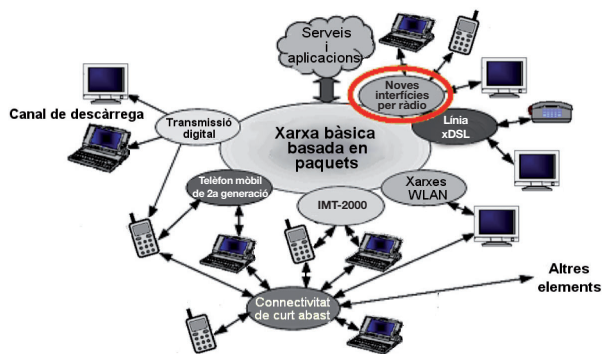 Serveis
i
aplicacions
Noves
interfícies
per ràdio
Canal de descàrrega
Transmissió
digital
Xarxa bàsica
basada en
paquets
Línia
xDSL
Telèfon mòbil
de 2a generació
IMT-2000
Xarxes
WLAN
Altres
elements
Connectivitat
de curt abast